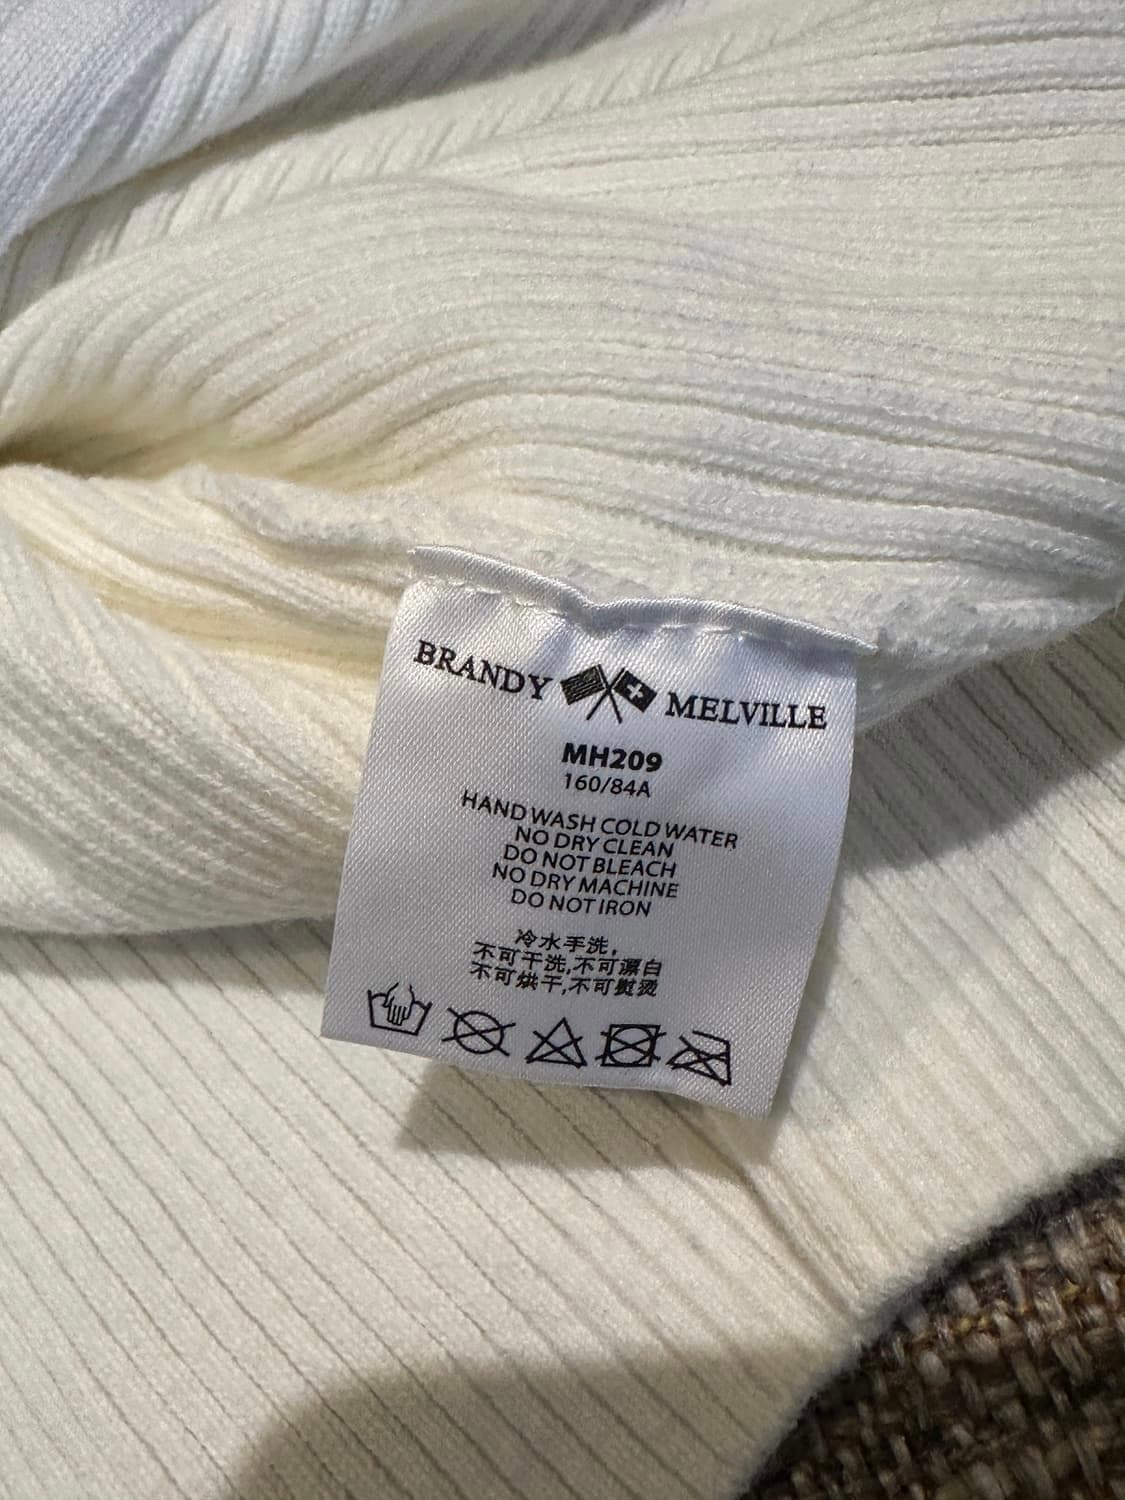 BRANDY MELVILLE
MH209
160/84A
HAND WASH COLD WATER
NO DRY CLEAN
DO NOT BLEACH
NO DRY MACHINE
DO NOT IRON
冷水手洗,
不可干洗,不可漂白
不可烘干,不可熨烫